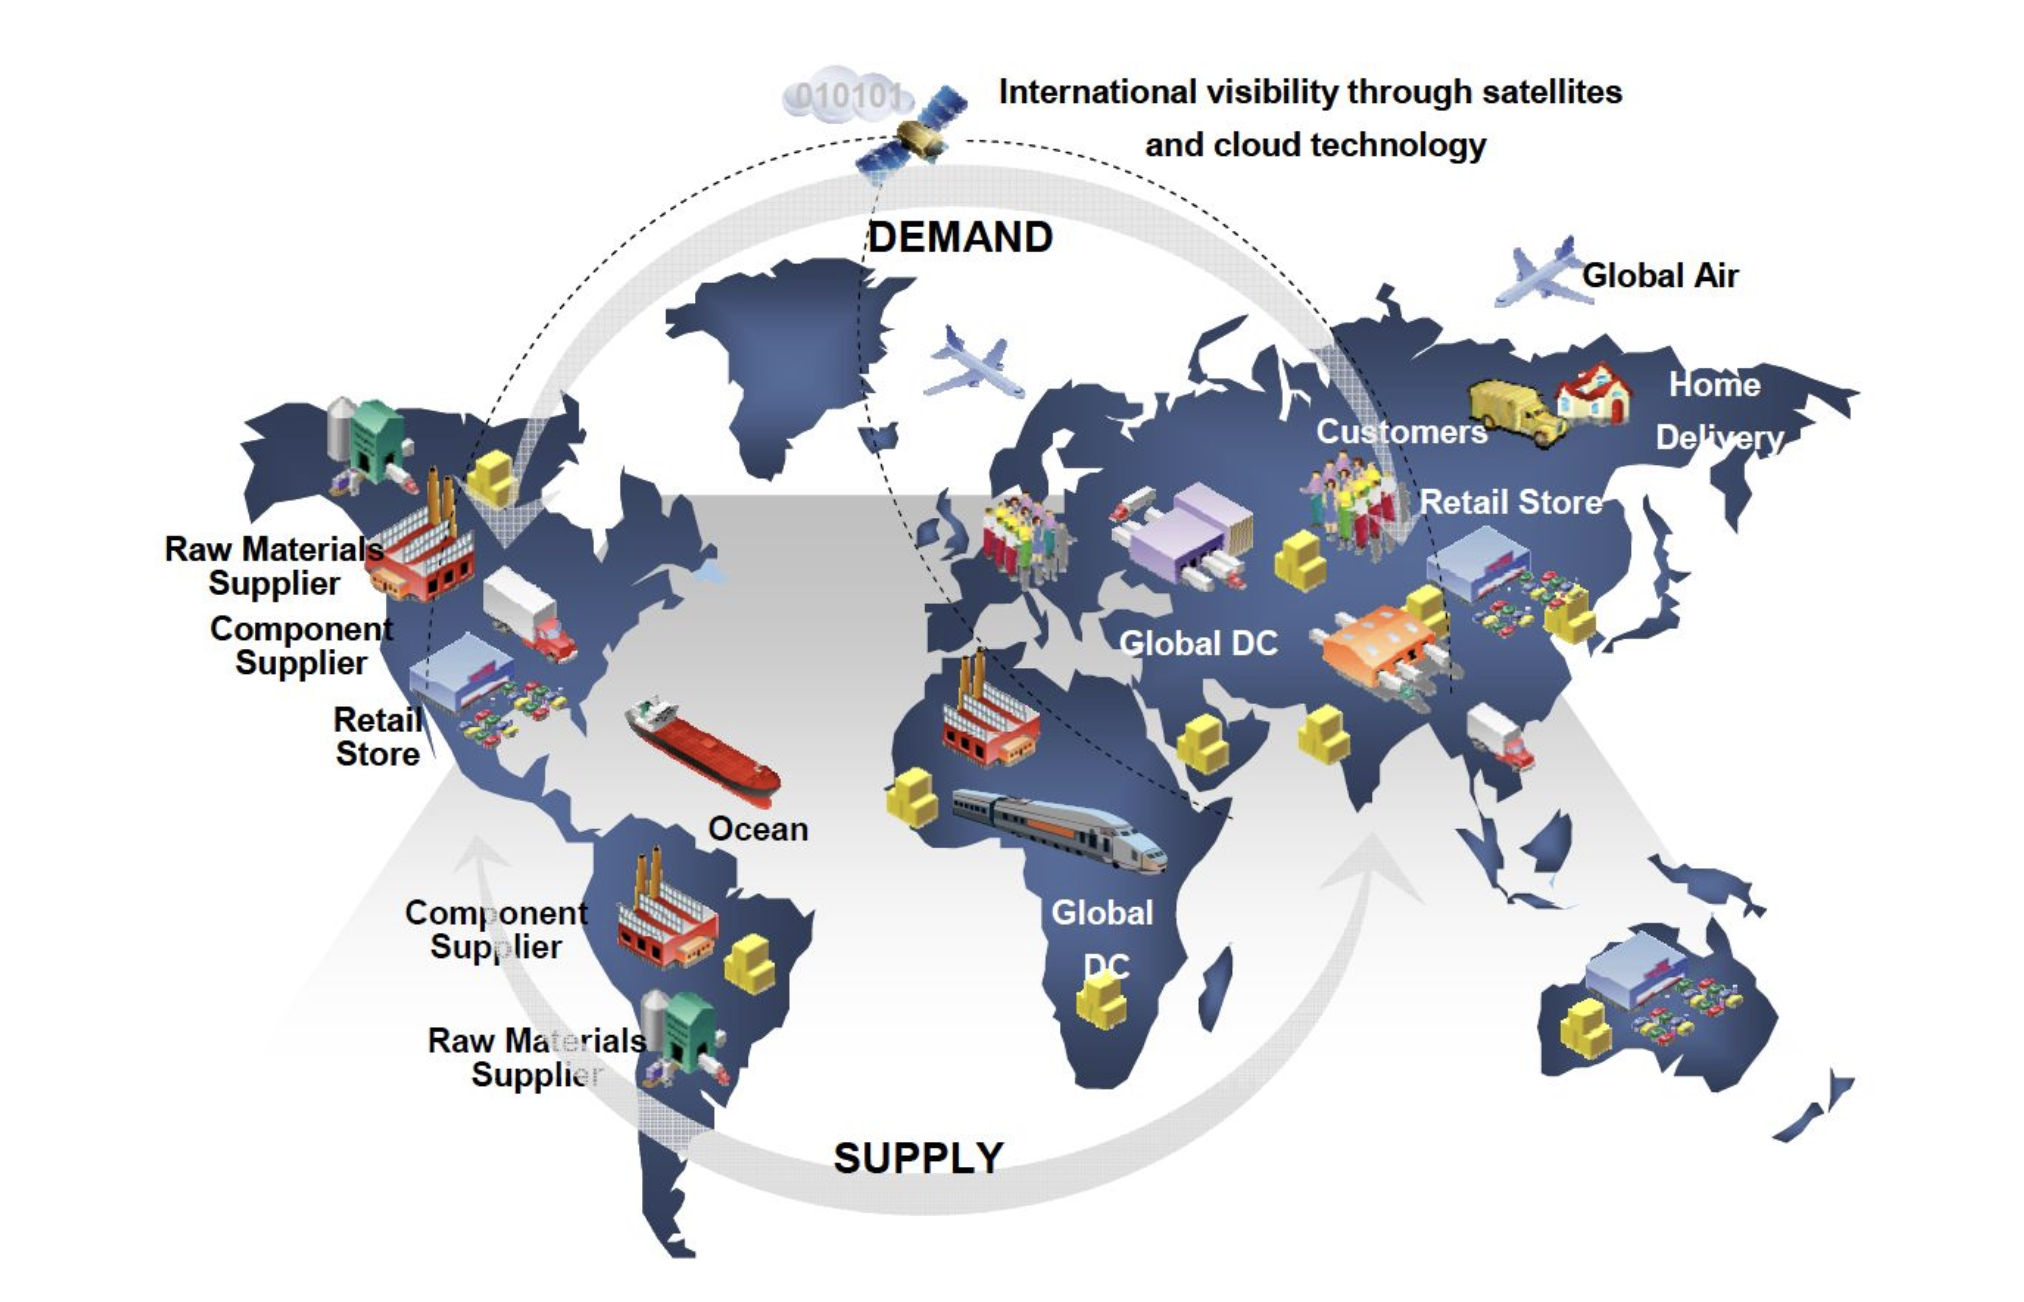 010101
International visibility through satellites
and cloud technology
DEMAND
Global Air
Home
Delivery
Customers
Retail Store
Raw Materials
Supplier
Component
Supplier
Global DC
Retail
Store
Ocean
Component
Supplier
Global
DC
Raw Materials
Supplier
SUPPLY